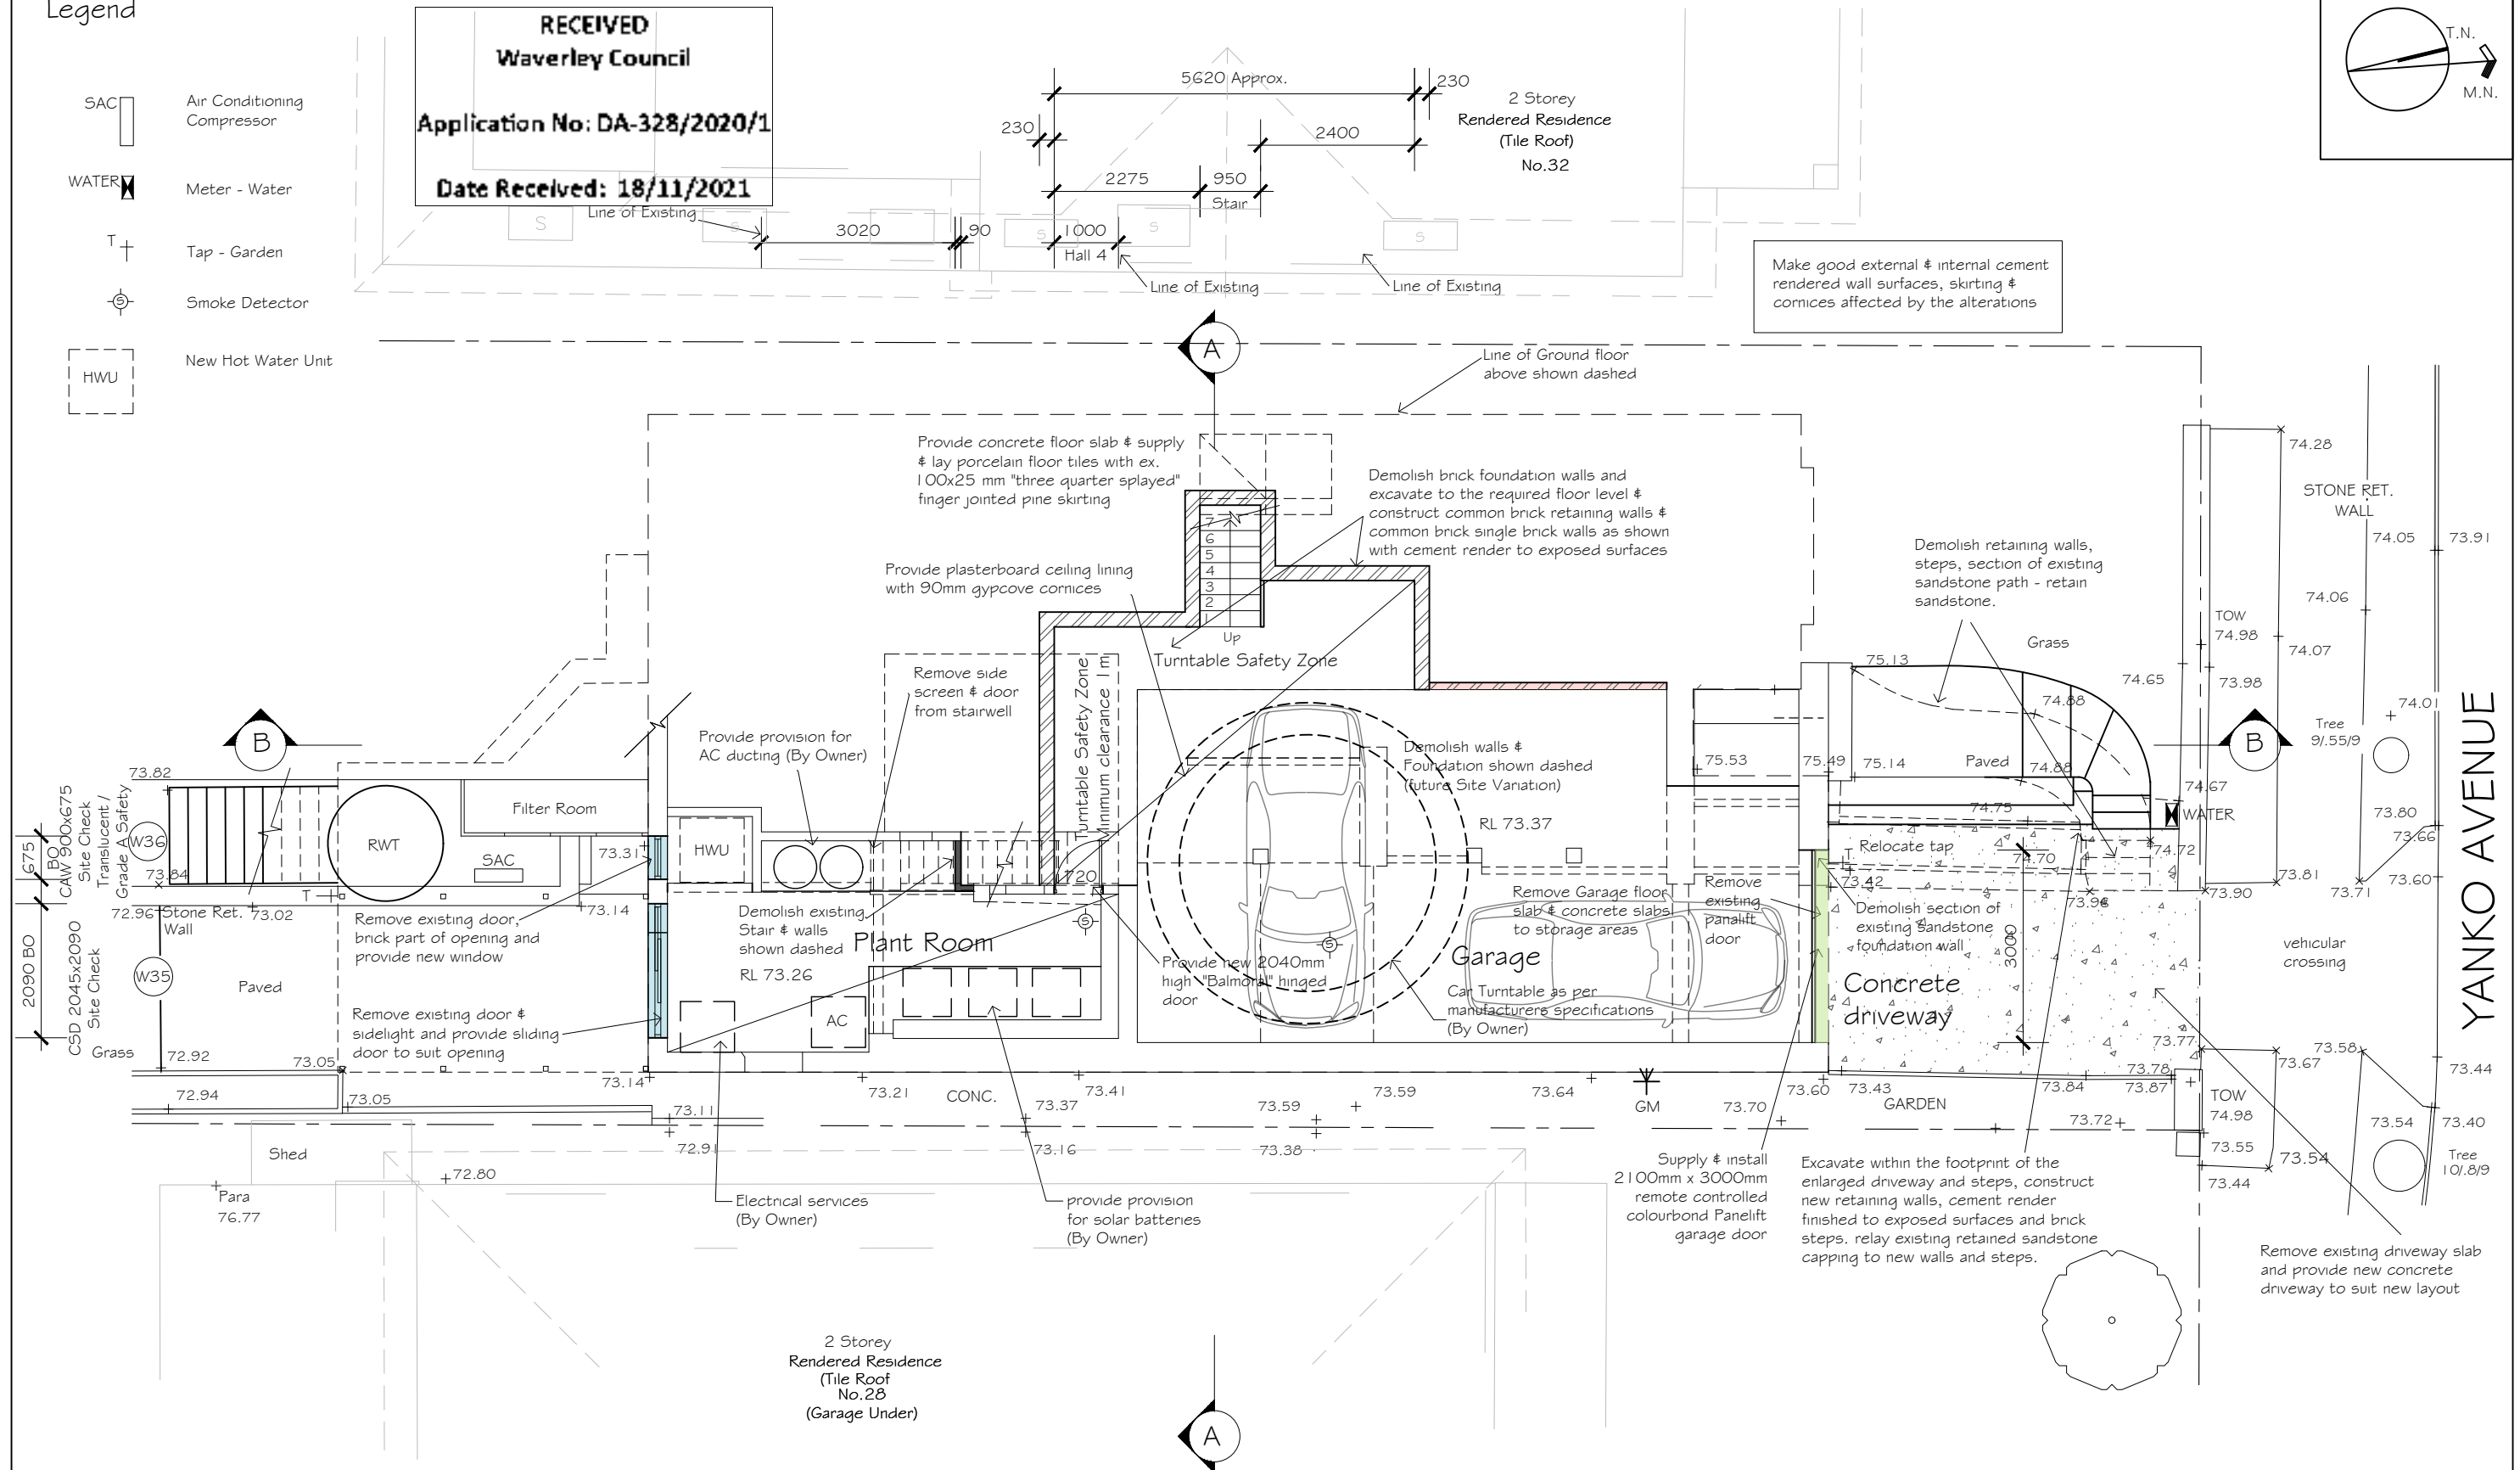 Legend
SAC
Air Conditioning
Compressor
WATER
Meter - Water
T
Tap - Garden
S
Smoke Detector
HWU
New Hot Water Unit
RECEIVED
Waverley Council
Application No: DA-328/2020/1
Date Received: 18/11/2021
T.N.
M.N.
5620 Approx.
230
230
2400
2275
950
Stair
3020
90
1000
Hall 4
Line of Existing
Line of Existing
Line of Existing
S
S
S
S
S
2 Storey
Rendered Residence
(Tile Roof)
No.32
Make good external & internal cement
rendered wall surfaces, skirting &
cornices affected by the alterations
A
Line of Ground floor
above shown dashed
Provide concrete floor slab & supply
& lay porcelain floor tiles with ex.
100x25 mm "three quarter splayed"
finger jointed pine skirting
Demolish brick foundation walls and
excavate to the required floor level &
construct common brick retaining walls &
common brick single brick walls as shown
with cement render to exposed surfaces
Provide plasterboard ceiling lining
with 90mm gypcove cornices
7
6
5
4
3
2
1
Up
Turntable Safety Zone
Turntable Safety Zone
Minimum clearance 1m
Remove side
screen & door
from stairwell
Provide provision for
AC ducting (By Owner)
Demolish retaining walls,
steps, section of existing
sandstone path - retain
sandstone.
Grass
74.28
STONE RET.
WALL
74.05
73.91
74.06
TOW
74.98
74.07
74.65
73.98
74.01
Tree
9/.55/9
75.13
74.88
Paved
74.88
75.53
75.49
75.14
74.75
74.67
WATER
73.80
73.66
B
B
73.82
Filter Room
RWT
SAC
73.31
HWU
W36
675
BO
CAW 900x675
Site Check
Translucent /
Grade A Safety
73.84
T
72.96
Stone Ret.
Wall
73.02
73.14
Remove existing door,
brick part of opening and
provide new window
2090 BO
CSD 2045x2090
Site Check
W35
Paved
Grass
72.92
73.05
Remove existing door &
sidelight and provide sliding
door to suit opening
72.94
73.05
73.14
Demolish existing
Stair & walls
shown dashed
Plant Room
RL 73.26
AC
720
S
Provide new 2040mm
high "Balmoral" hinged
door
Demolish walls &
Foundation shown dashed
(future Site Variation)
RL 73.37
S
Remove Garage floor
slab & concrete slabs
to storage areas
Garage
Car Turntable as per
manufacturers specifications
(By Owner)
Remove
existing
panalift
door
T
Relocate tap
73.42
74.70
74.72
73.96
73.90
73.81
73.71
73.60
Demolish section of
existing sandstone
foundation wall
3000
Concrete
driveway
vehicular
crossing
YANKO AVENUE
73.77
73.67
73.58
73.44
73.78
73.87
73.84
73.43
73.60
73.64
73.59
73.59
73.41
73.37
73.21
CONC.
73.11
72.91
73.16
73.38
GM
73.70
GARDEN
73.72
TOW
74.98
73.55
73.54
73.44
73.54
73.40
Tree
10/.8/9
Shed
72.80
Para
76.77
Electrical services
(By Owner)
provide provision
for solar batteries
(By Owner)
Supply & install
2100mm x 3000mm
remote controlled
colourbond Panelift
garage door
Excavate within the footprint of the
enlarged driveway and steps, construct
new retaining walls, cement render
finished to exposed surfaces and brick
steps. relay existing retained sandstone
capping to new walls and steps.
Remove existing driveway slab
and provide new concrete
driveway to suit new layout
2 Storey
Rendered Residence
(Tile Roof
No.28
(Garage Under)
A